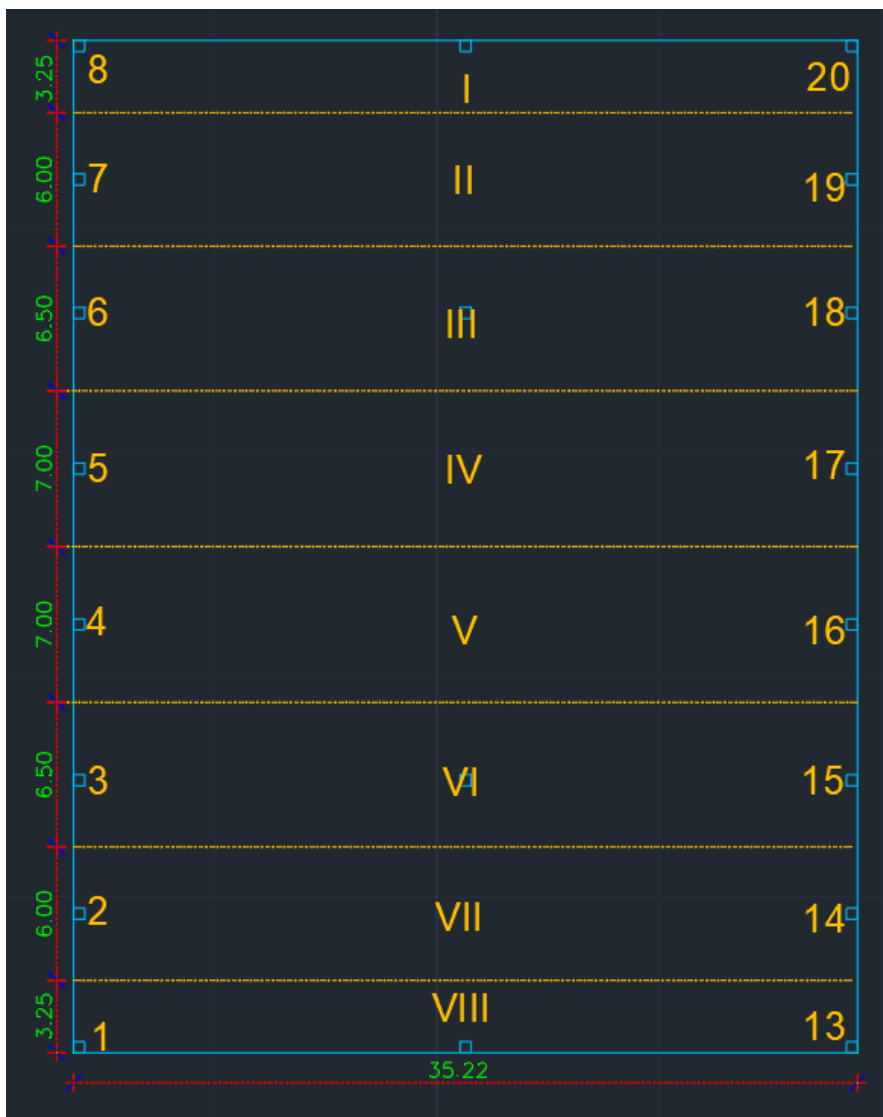 3.25 8 I 20
6.00 7 II 19
6.50 6 III 18
7.00 5 IV 17
7.00 4 V 16
6.50 3 VI 15
6.00 2 VII 14
3.25 1 VIII 13
35.22